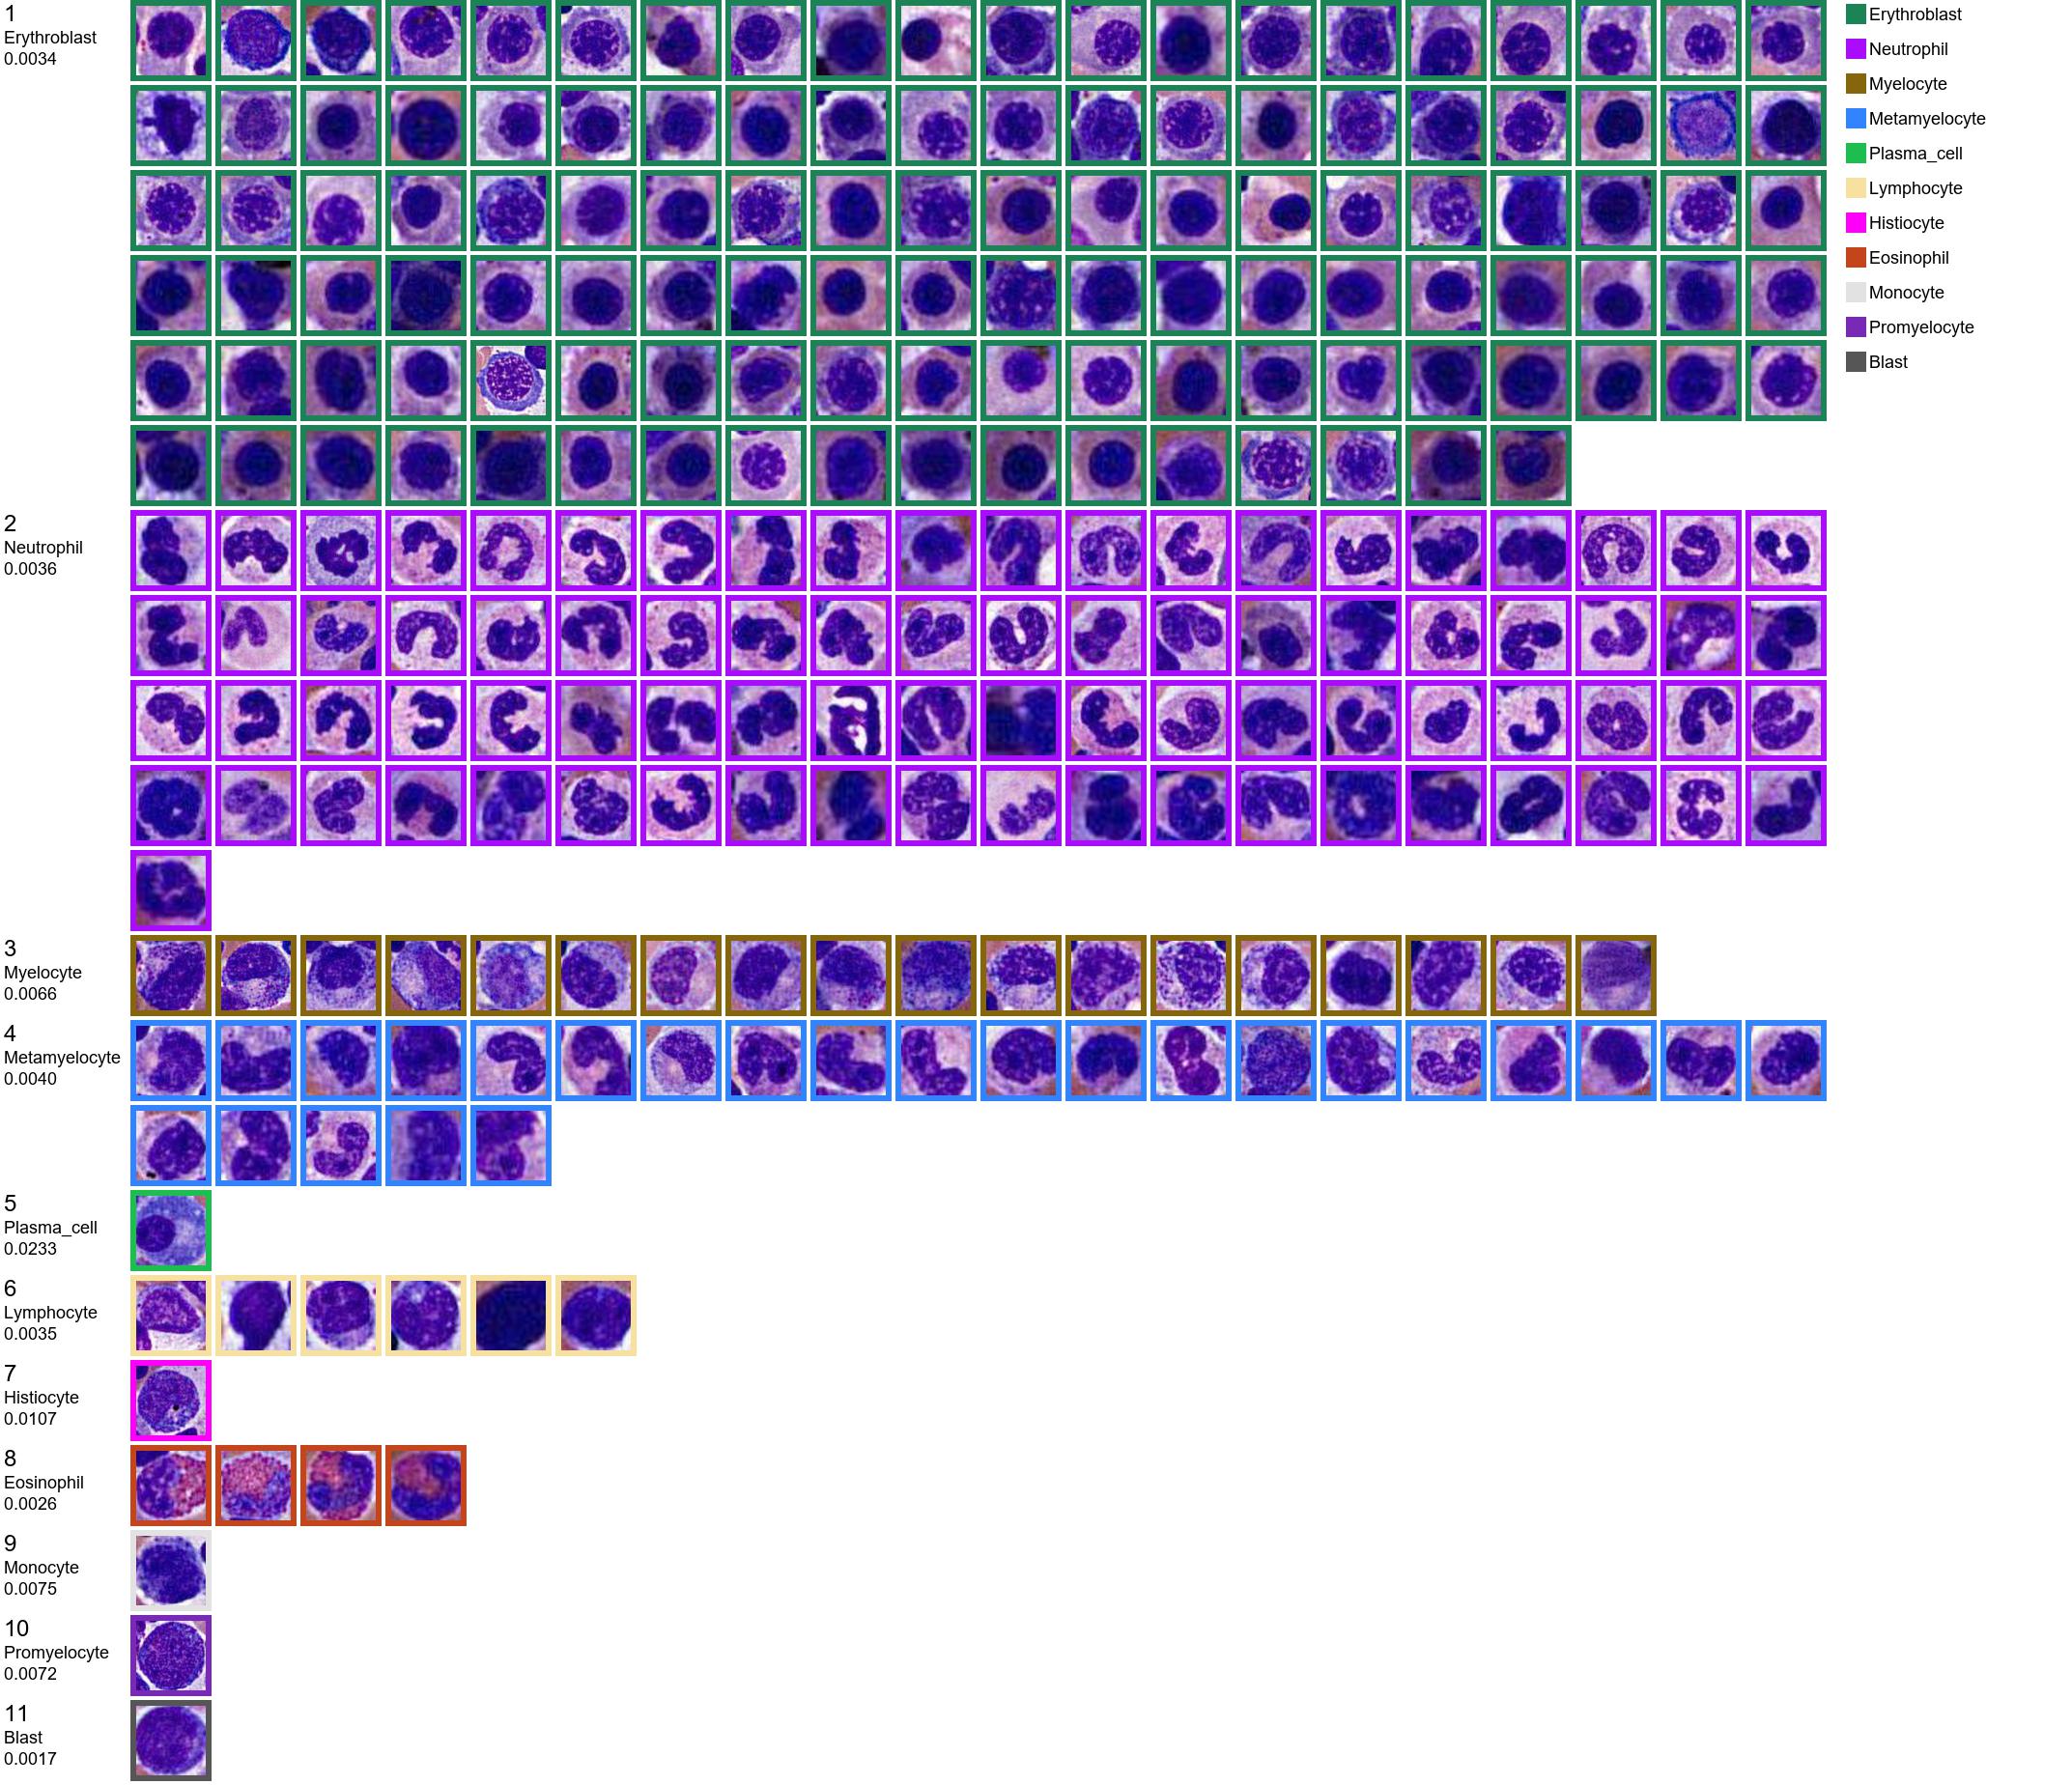 1
Erythroblast
0.0034
2
Neutrophil
0.0036
3
Myelocyte
0.0066
4
Metamyelocyte
0.0040
5
Plasma_cell
0.0233
6
Lymphocyte
0.0035
7
Histiocyte
0.0107
8
Eosinophil
0.0026
9
Monocyte
0.0075
10
Promyelocyte
0.0072
11
Blast
0.0017
Erythroblast
Neutrophil
Myelocyte
Metamyelocyte
Plasma_cell
Lymphocyte
Histiocyte
Eosinophil
Monocyte
Promyelocyte
Blast